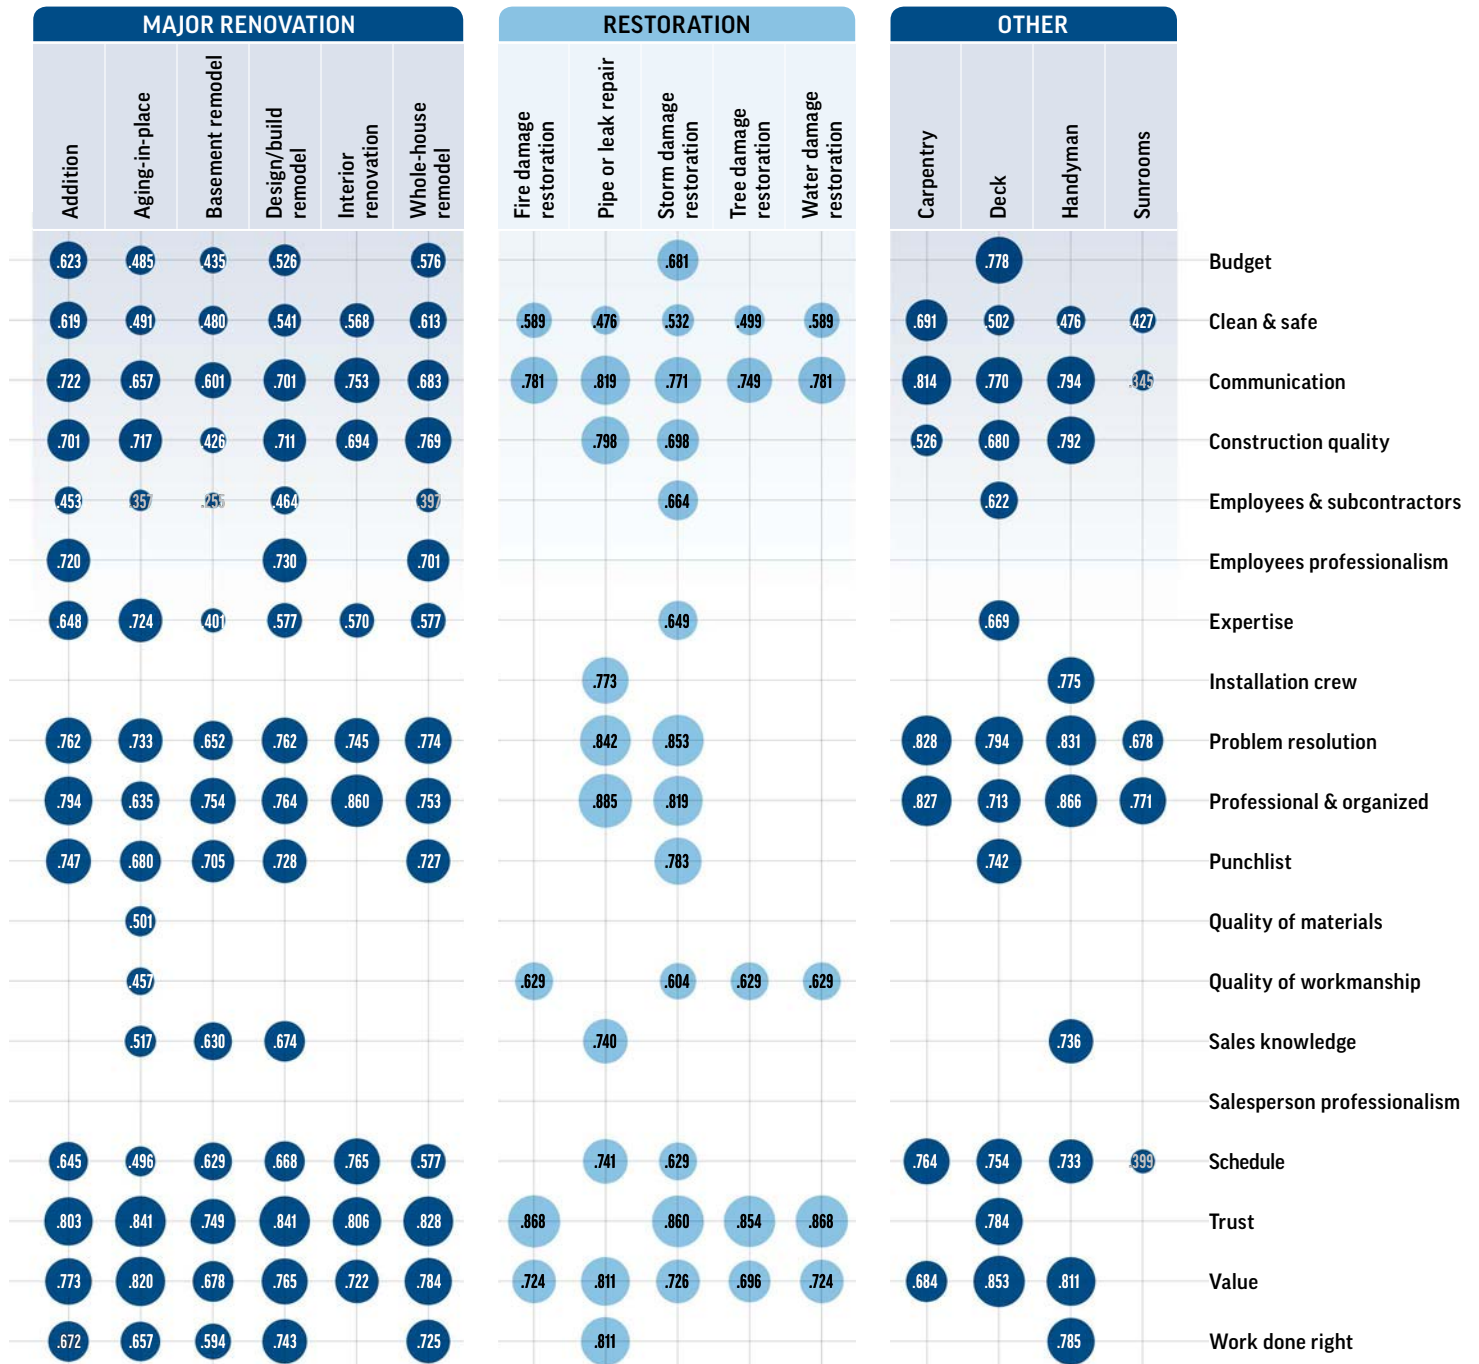 MAJOR RENOVATION RESTORATION OTHER
Addition
Aging-in-place
Basement remodel
Design/build
remodel
Interior
renovation
Whole-house
remodel
Fire damage
restoration
Pipe or leak repair
Storm damage
restoration
Tree damage
restoration
Water damage
restoration
Carpentry
Deck
Handyman
Sunrooms
.623 .485 .435 .526 .576 .681 .778 Budget
.619 .491 .480 .541 .568 .613 .589 .476 .532 .499 .589 .691 .502 .476 .427 Clean & safe
.722 .657 .601 .701 .753 .683 .781 .819 .771 .749 .781 .814 .770 .794 .345 Communication
.701 .717 .426 .711 .694 .769 .798 .698 .526 .680 .792 Construction quality
.453 .357 .255 .464 .397 .664 .622 Employees & subcontractors
.720 .730 .701 Employees professionalism
.648 .724 .401 .577 .570 .577 .649 .669 Expertise
.773 .775 Installation crew
.762 .733 .652 .762 .745 .774 .842 .853 .828 .794 .831 .678 Problem resolution
.794 .635 .754 .764 .860 .753 .885 .819 .827 .713 .866 .771 Professional & organized
.747 .680 .705 .728 .727 .783 .742 Punchlist
.501 Quality of materials
.457 .629 .604 .629 .629 Quality of workmanship
.517 .630 .674 .740 .736 Sales knowledge
Salesperson professionalism
.645 .496 .629 .668 .765 .577 .741 .629 .764 .754 .733 .399 Schedule
.803 .841 .749 .841 .806 .828 .868 .860 .854 .868 .784 Trust
.773 .820 .678 .765 .722 .784 .724 .811 .726 .696 .724 .684 .853 .811 Value
.672 .657 .594 .743 .725 .811 .785 Work done right